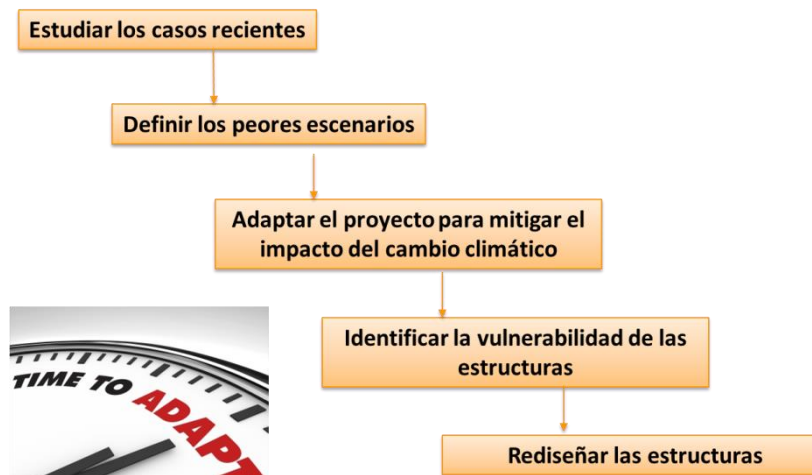 Estudiar los casos recientes
Definir los peores escenarios
Adaptar el proyecto para mitigar el
impacto del cambio climático
Identificar la vulnerabilidad de las
estructuras
TIME TO ADAPT
Rediseñar las estructuras